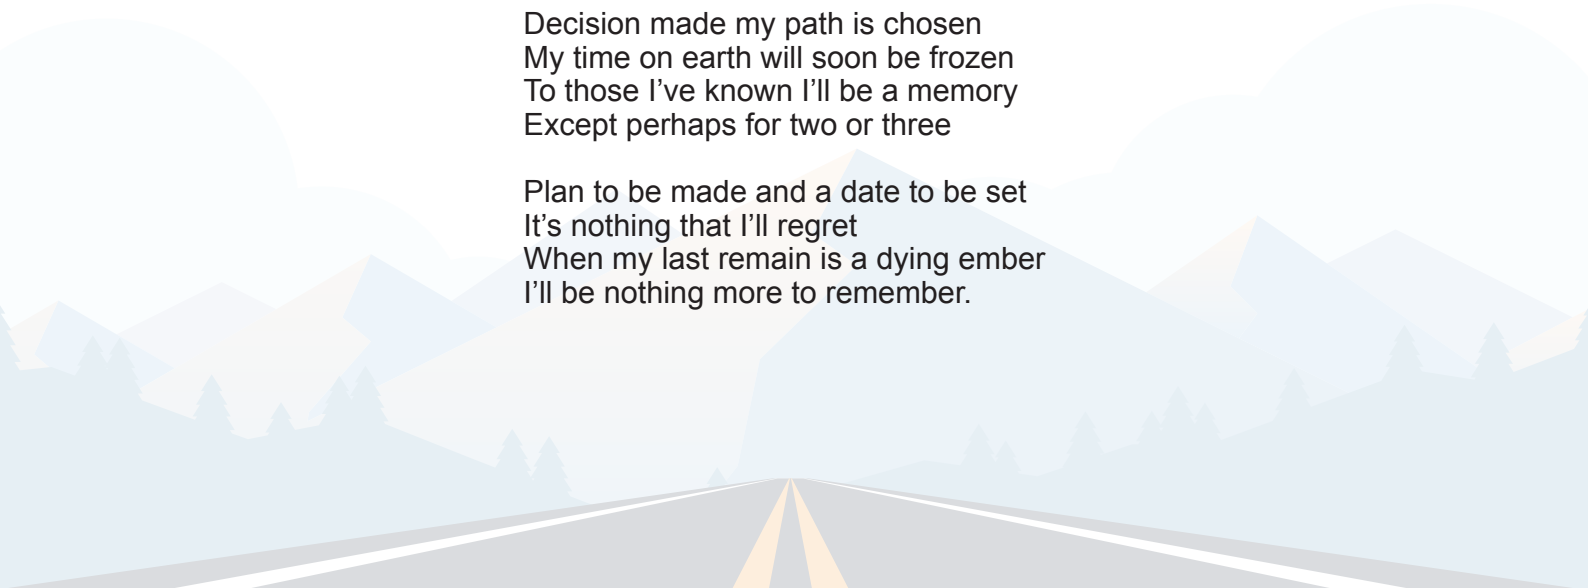 Decision made my path is chosen
My time on earth will soon be frozen
To those I’ve known I’ll be a memory
Except perhaps for two or three
Plan to be made and a date to be set
It’s nothing that I’ll regret
When my last remain is a dying ember
I’ll be nothing more to remember.